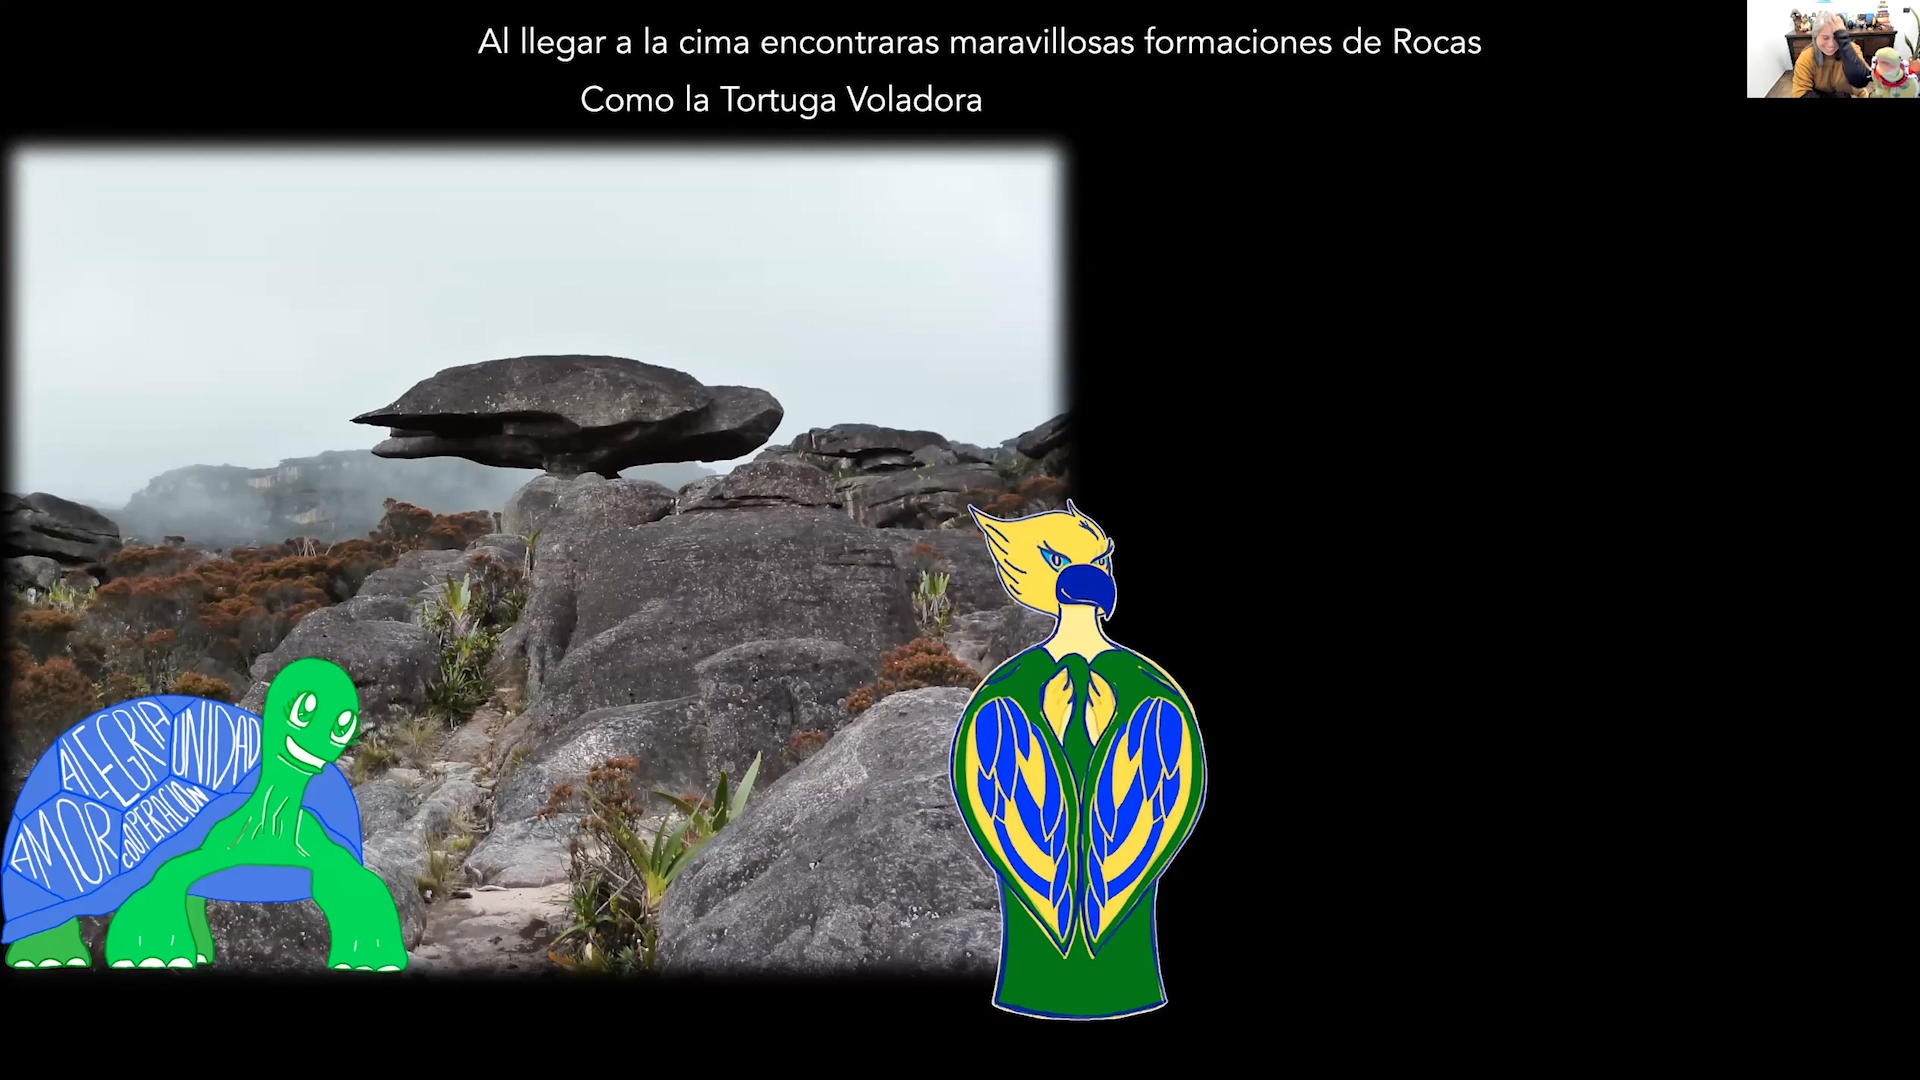 Al llegar a la cima encontraras maravillosas formaciones de Rocas
Como la Tortuga Voladora
ALEGRIA
UNIDAD
AMOR
COOPERACION